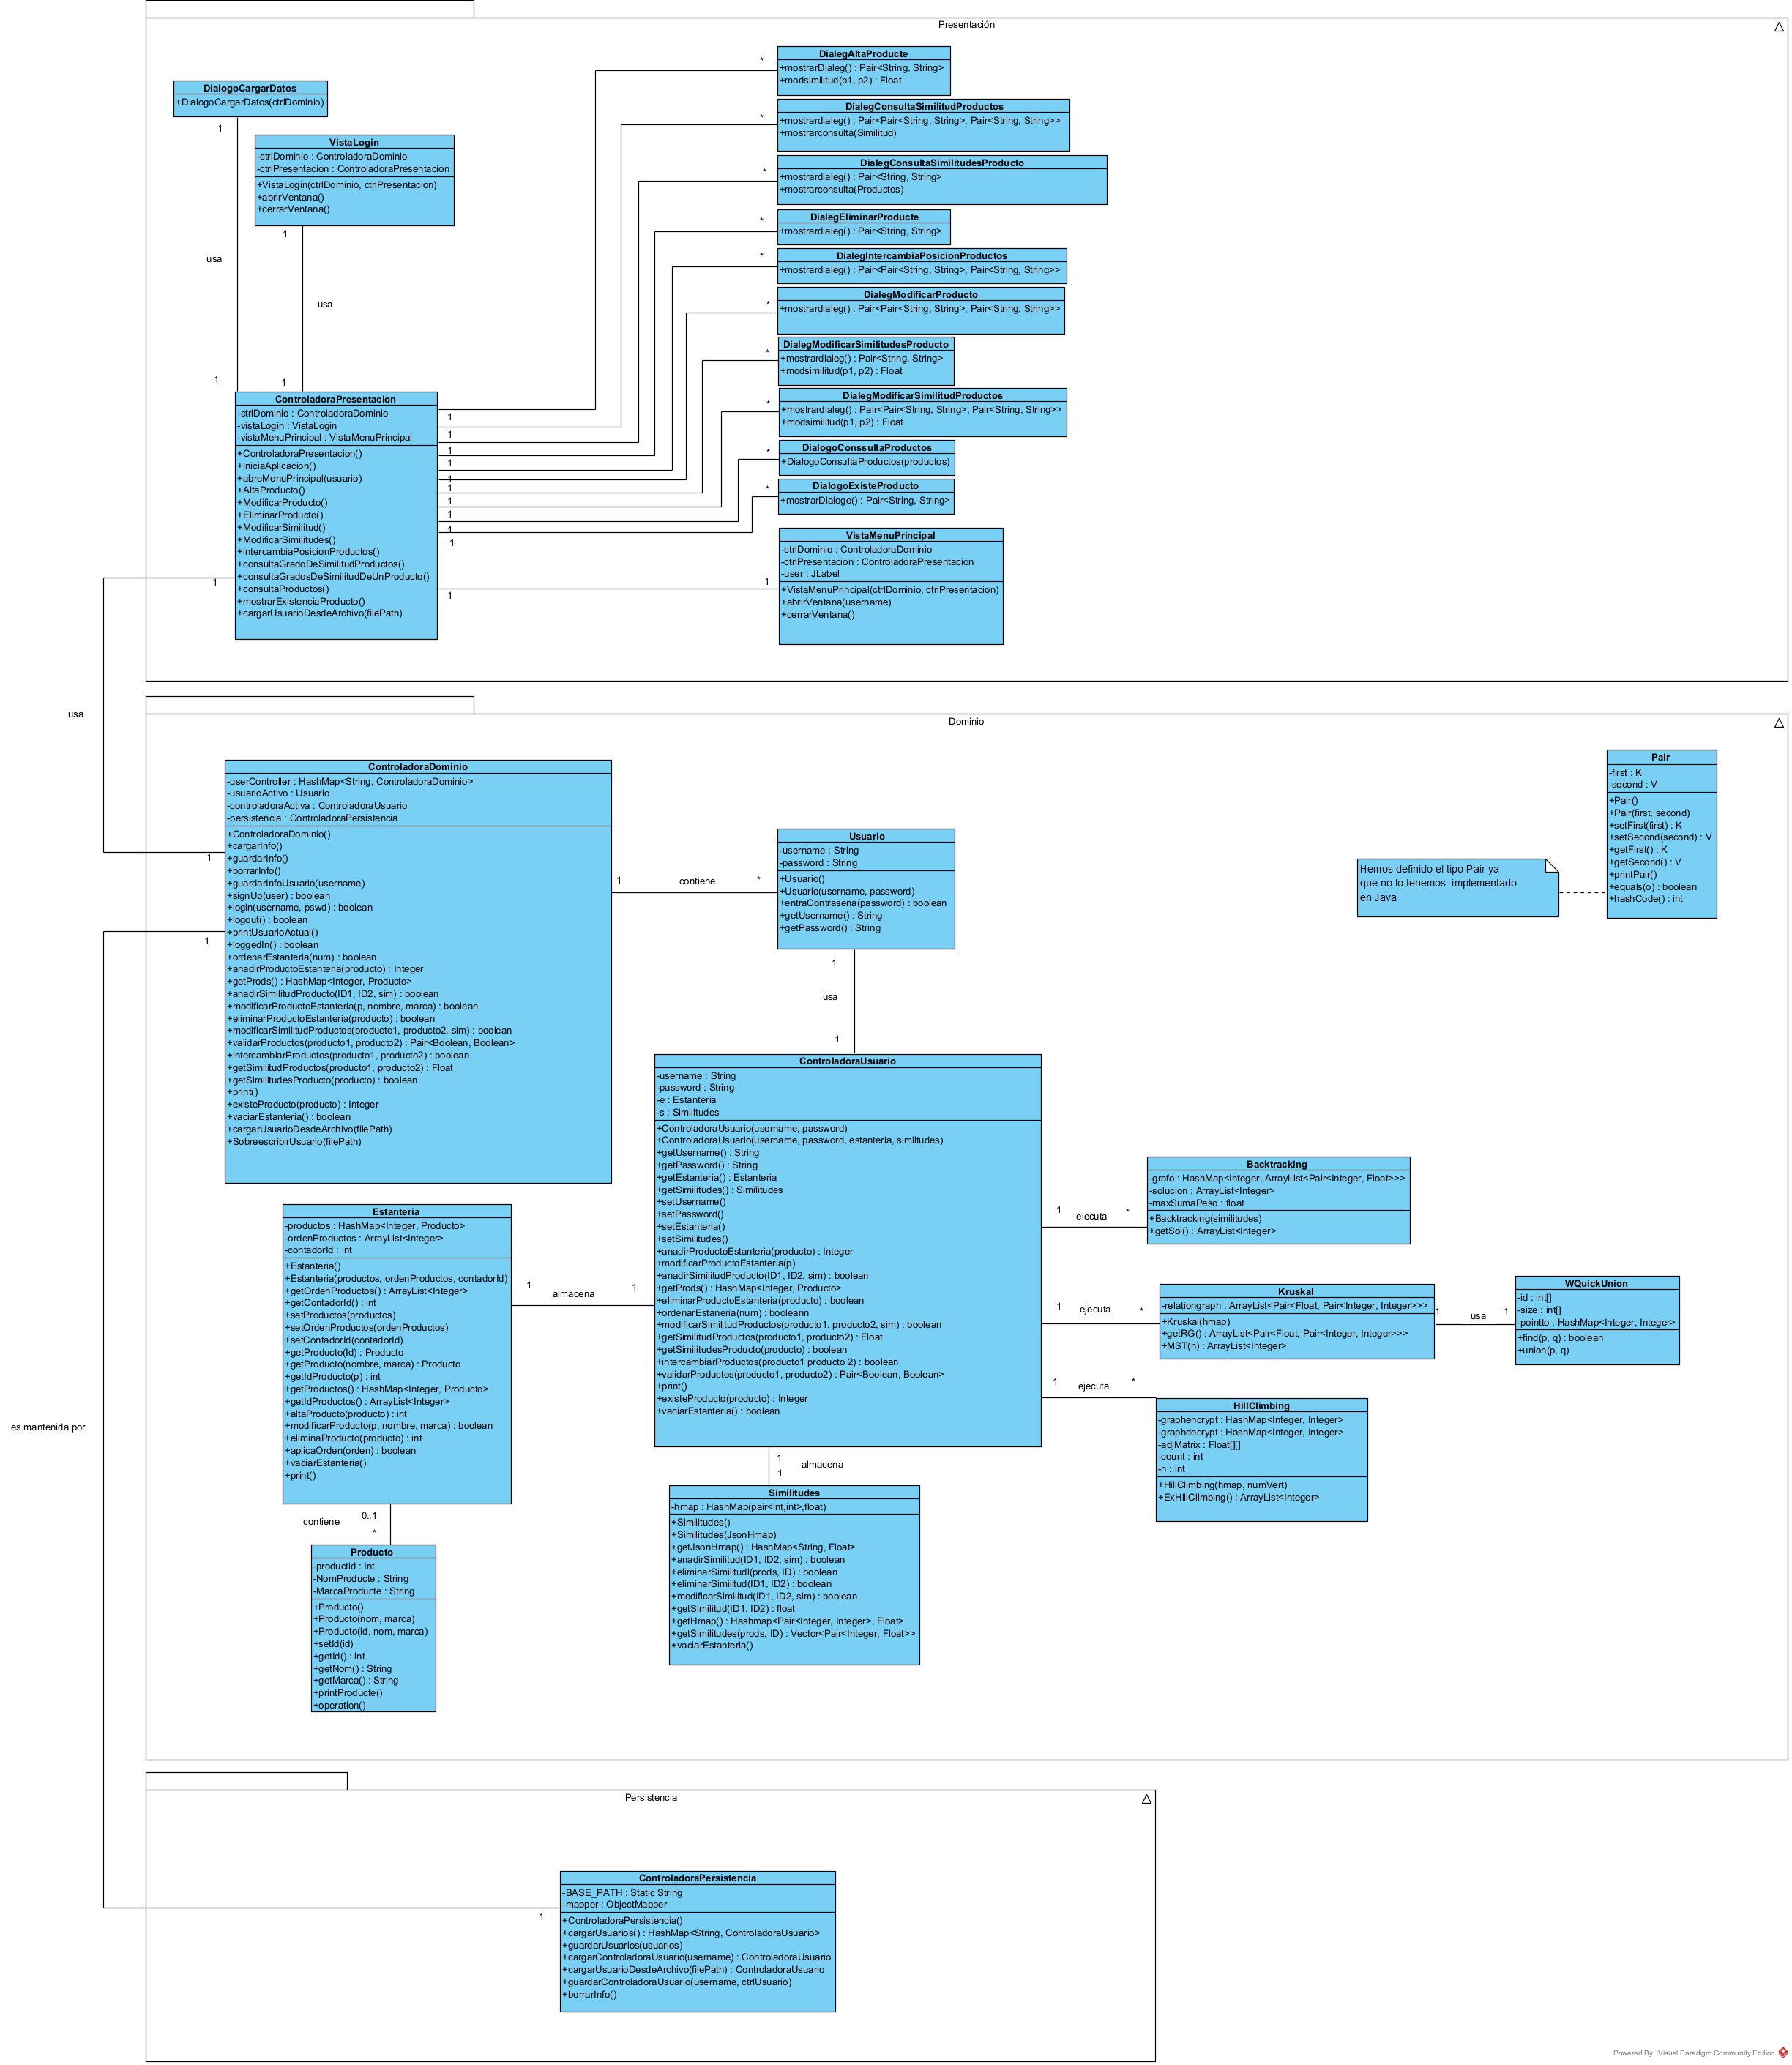 Presentación
DialogoCargarDatos
+DialogoCargarDatos(ctrlDominio)
1
usa
1
VistaLogin
-ctrlDominio : ControladoraDominio
-ctrlPresentacion : ControladoraPresentacion
+VistaLogin(ctrlDominio, ctrlPresentacion)
+abrirVentana()
+cerrarVentana()
1
usa
1
ControladoraPresentacion
-ctrlDominio : ControladoraDominio
-vistaLogin : VistaLogin
-vistaMenuPrincipal : VistaMenuPrincipal
+ControladoraPresentacion()
+iniciaAplicacion()
+abreMenuPrincipal(usuario)
+AltaProducto()
+ModificarProducto()
+EliminarProducto()
+ModificarSimilitud()
+ModificarSimilitudes()
+intercambiaPosicionProductos()
+consultaGradoDeSimilitudProductos()
+consultaGradosDeSimilitudDeUnProducto()
+consultaProductos()
+mostrarExistenciaProducto()
+cargarUsuarioDesdeArchivo(filePath)
1
1
1
1
1
1
1
1
1
1
1
1
*
DialegAltaProducte
+mostrarDialeg() : Pair<String, String>
+modsimilitud(p1, p2) : Float
*
DialegConsultaSimilitudProductos
+mostrardialeg() : Pair<Pair<String, String>, Pair<String, String>>
+mostrarconsulta(Similitud)
*
DialegConsultaSimilitudesProducto
+mostrardialeg() : Pair<String, String>
+mostrarconsulta(Productos)
*
DialegEliminarProducte
+mostrardialeg() : Pair<String, String>
*
DialegIntercambiaPosicionProductos
+mostrardialeg() : Pair<Pair<String, String>, Pair<String, String>>
*
DialegModificarProducto
+mostrardialeg() : Pair<Pair<String, String>, Pair<String, String>>
*
DialegModificarSimilitudesProducto
+mostrardialeg() : Pair<String, String>
+modsimilitud(p1, p2) : Float
*
DialegModificarSimilitudProductos
+mostrardialeg() : Pair<Pair<String, String>, Pair<String, String>>
+modsimilitud(p1, p2) : Float
*
DialogoConssultaProductos
+DialogoConsultaProductos(productos)
*
DialogoExisteProducto
+mostrarDialogo() : Pair<String, String>
1
VistaMenuPrincipal
-ctrlDominio : ControladoraDominio
-ctrlPresentacion : ControladoraPresentacion
-user : JLabel
+VistaMenuPrincipal(ctrlDominio, ctrlPresentacion)
+abrirVentana(username)
+cerrarVentana()
usa
Dominio
ControladoraDominio
-userController : HashMap<String, ControladoraDominio>
-usuarioActivo : Usuario
-controladoraActiva : ControladoraUsuario
-persistencia : ControladoraPersistencia
+ControladoraDominio()
+cargarInfo()
+guardarInfo()
+borrarInfo()
+guardarInfoUsuario(username)
+signUp(user) : boolean
+login(username, pswd) : boolean
+logout() : boolean
+printUsuarioActual()
+loggedIn() : boolean
+ordenarEstanteria(num) : boolean
+anadirProductoEstanteria(producto) : Integer
+getProds() : HashMap<Integer, Producto>
+anadirSimilitudProducto(ID1, ID2, sim) : boolean
+modificarProductoEstanteria(p, nombre, marca) : boolean
+eliminarProductoEstanteria(producto) : boolean
+modificarSimilitudProductos(producto1, producto2, sim) : boolean
+validarProductos(producto1, producto2) : Pair<Boolean, Boolean>
+intercambiarProductos(producto1, producto2) : boolean
+getSimilitudProductos(producto1, producto2) : Float
+getSimilitudesProducto(producto) : boolean
+print()
+existeProducto(producto) : Integer
+vaciarEstanteria() : boolean
+cargarUsuarioDesdeArchivo(filePath)
+SobreescribirUsuario(filePath)
1
1
1
contiene
*
Usuario
-username : String
-password : String
+Usuario()
+Usuario(username, password)
+entraContrasena(password) : boolean
+getUsername() : String
+getPassword() : String
Pair
-first : K
-second : V
+Pair()
+Pair(first, second)
+setFirst(first) : K
+setSecond(second) : V
+getFirst() : K
+getSecond() : V
+printPair()
+equals(o) : boolean
+hashCode() : int
Hemos definido el tipo Pair ya
que no lo tenemos implementado
en Java
1
usa
1
ControladoraUsuario
-username : String
-password : String
-e : Estanteria
-s : Similitudes
+ControladoraUsuario(username, password)
+ControladoraUsuario(username, password, estanteria, similtudes)
+getUsername() : String
+getPassword() : String
+getEstanteria() : Estanteria
+getSimilitudes() : Similitudes
+setUsername()
+setPassword()
+setEstanteria()
+setSimilitudes()
+anadirProductoEstanteria(producto) : Integer
+modificarProductoEstanteria(p)
+anadirSimilitudProducto(ID1, ID2, sim) : boolean
+getProds() : HashMap<Integer, Producto>
+eliminarProductoEstanteria(producto) : boolean
+ordenarEstaneria(num) : booleann
+modificarSimilitudProductos(producto1, producto2, sim) : boolean
+getSimilitudProductos(producto1, producto2) : Float
+getSimilitudesProducto(producto) : boolean
+intercambiarProductos(producto1 producto 2) : boolean
+validarProductos(producto1, producto2) : Pair<Boolean, Boolean>
+print()
+existeProducto(producto) : Integer
+vaciarEstanteria() : boolean
1
ejecuta
*
Backtracking
-grafo : HashMap<Integer, ArrayList<Pair<Integer, Float>>>
-solucion : ArrayList<Integer>
-maxSumaPeso : float
+Backtracking(similitudes)
+getSol() : ArrayList<Integer>
1
ejecuta
*
Kruskal
-relationgraph : ArrayList<Pair<Float, Pair<Integer, Integer>>>
+Kruskal(hmap)
+getRG() : ArrayList<Pair<Float, Pair<Integer, Integer>>>
+MST(n) : ArrayList<Integer>
1
usa
1
WQuickUnion
-id : int[]
-size : int[]
-pointto : HashMap<Integer, Integer>
+find(p, q) : boolean
+union(p, q)
1
ejecuta
*
HillClimbing
-graphencrypt : HashMap<Integer, Integer>
-graphdecrypt : HashMap<Integer, Integer>
-adjMatrix : Float[][]
-count : int
-n : int
+HillClimbing(hmap, numVert)
+ExHillClimbing() : ArrayList<Integer>
Estanteria
-productos : HashMap<Integer, Producto>
-ordenProductos : ArrayList<Integer>
-contadorId : int
+Estanteria()
+Estanteria(productos, ordenProductos, contadorId)
+getOrdenProductos() : ArrayList<Integer>
+getContadorId() : int
+setProductos(productos)
+setOrdenProductos(ordenProductos)
+setContadorId(contadorId)
+getProducto(Id) : Producto
+getProducto(nombre, marca) : Producto
+getIdProducto(p) : int
+getProductos() : HashMap<Integer, Producto>
+getIdProductos() : ArrayList<Integer>
+altaProducto(producto) : int
+modificarProducto(p, nombre, marca) : boolean
+eliminaProducto(producto) : int
+aplicaOrden(orden) : boolean
+vaciarEstanteria()
+print()
1
almacena
1
contiene
0..1
*
Producto
-productid : Int
-NomProducte : String
-MarcaProducte : String
+Producto()
+Producto(nom, marca)
+Producto(id, nom, marca)
+setId(id)
+getId() : int
+getNom() : String
+getMarca() : String
+printProducte()
+operation()
1
1
almacena
Similitudes
-hmap : HashMap(pair<int,int>,float)
+Similitudes()
+Similitudes(JsonHmap)
+getJsonHmap() : HashMap<String, Float>
+anadirSimilitud(ID1, ID2, sim) : boolean
+eliminarSimilitudl(prods, ID) : boolean
+eliminarSimilitud(ID1, ID2) : boolean
+modificarSimilitud(ID1, ID2, sim) : boolean
+getSimilitud(ID1, ID2) : float
+getHmap() : Hashmap<Pair<Integer, Integer>, Float>
+getSimilitudes(prods, ID) : Vector<Pair<Integer, Float>>
+vaciarEstanteria()
es mantenida por
Persistencia
ControladoraPersistencia
-BASE_PATH : Static String
-mapper : ObjectMapper
+ControladoraPersistencia()
+cargarUsuarios() : HashMap<String, ControladoraUsuario>
+guardarUsuarios(usuarios)
+cargarControladoraUsuario(username) : ControladoraUsuario
+cargarUsuarioDesdeArchivo(filePath) : ControladoraUsuario
+guardarControladoraUsuario(username, ctrlUsuario)
+borrarInfo()
1
Powered By Visual Paradigm Community Edition